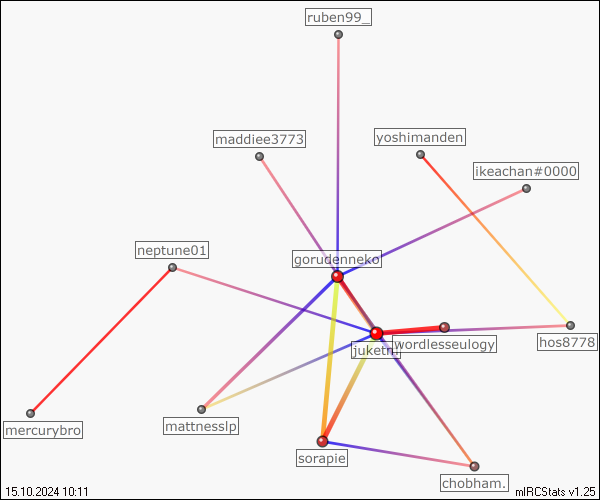 ruben99_
maddiee3773
yoshimanden
ikeachan#0000
neptune01
gorudenneko
hos8778
wordlesseulogy
mercurybro
mattnesslp
sorapie
chobham.
15.10.2024 10:11
mIRCStats v1.25